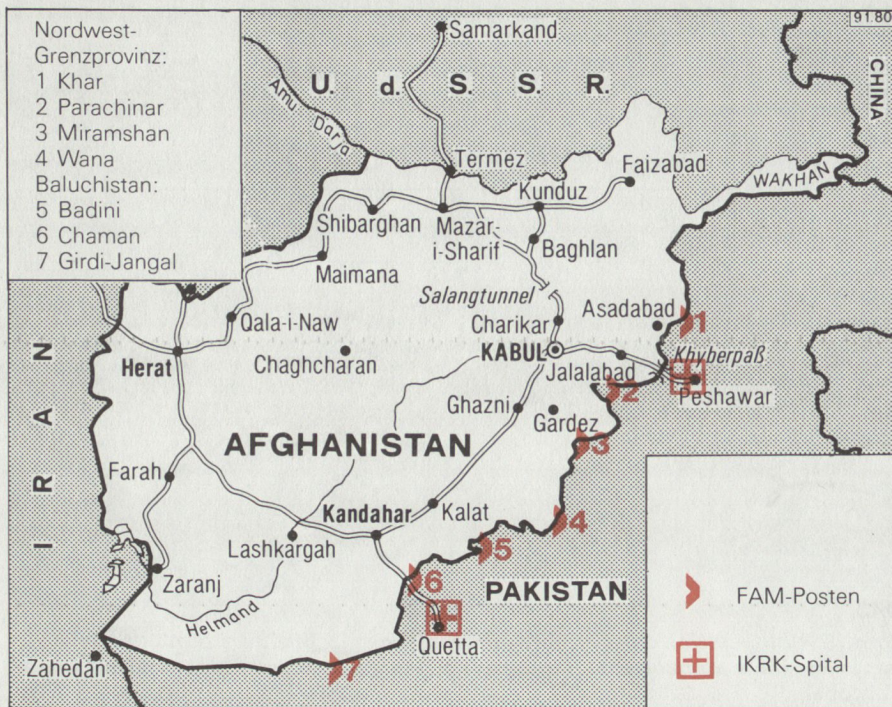 Nordwest-
Grenzprovinz:
1 Khar
2 Parachinar
3 Miramshan
4 Wana
Baluchistan:
5 Badini
6 Chaman
7 Girdi-Jangal
91.80
Samarkand
U. d. S. S. R.
CHINA
Amu Darja
Termez
Faizabad
WAKHAN
Kunduz
Shibarghan
Mazar-
i-Sharif
Baghlan
Maimana
Salangtunnel
Asadabad
1
Qala-i-Naw
Charikar
IRAN
Herat
Chaghcharan
KABUL
Khyberpaß
Jalalabad
2
Peshawar
Ghazni
Gardez
AFGHANISTAN
3
Farah
Kandahar
Kalat
4
Lashkargah
5
Zaranj
6
PAKISTAN
FAM-Posten
Helmand
Quetta
Zahedan
7
IKRK-Spital